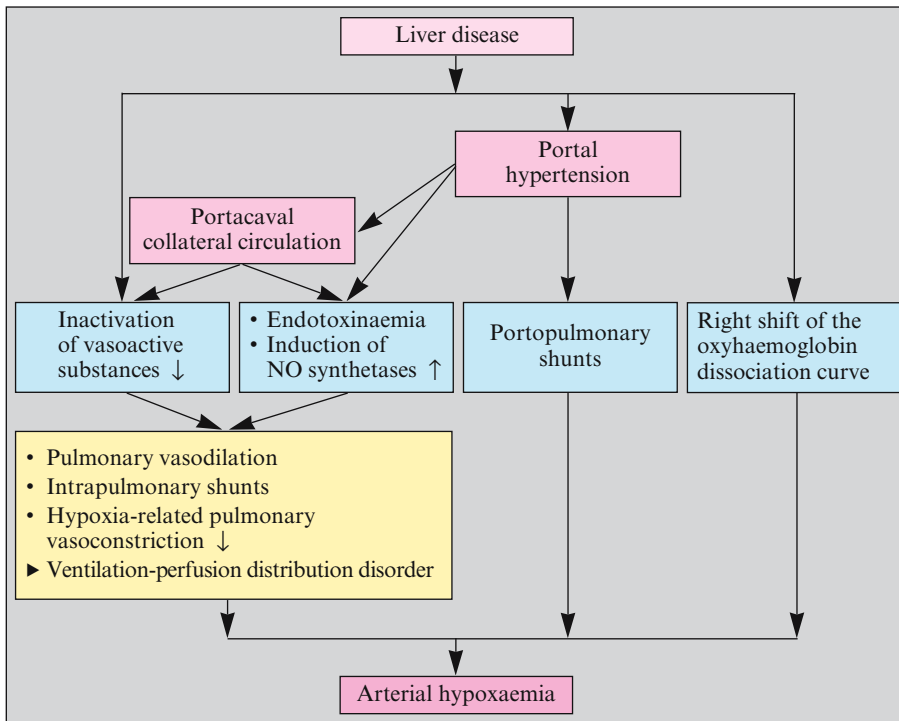 Liver disease
Portal
hypertension
Portacaval
collateral circulation
Inactivation
of vasoactive
substances ↓
• Endotoxinaemia
• Induction of
NO synthetases ↑
Portopulmonary
shunts
Right shift of the
oxyhaemoglobin
dissociation curve
• Pulmonary vasodilation
• Intrapulmonary shunts
• Hypoxia-related pulmonary
vasoconstriction ↓
► Ventilation-perfusion distribution disorder
Arterial hypoxaemia